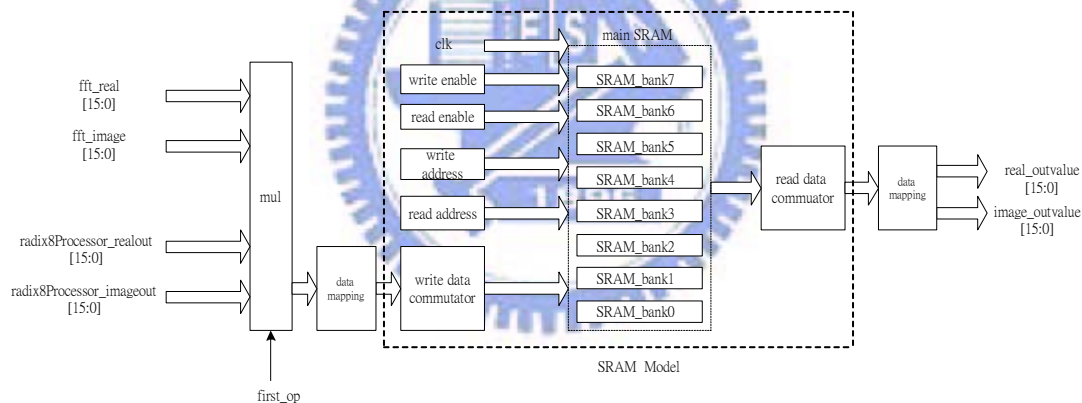 fft_real
[15:0]
fft_image
[15:0]
radix8Processor_realout
[15:0]
radix8Processor_imageout
[15:0]
mul
first_op
data
mapping
clk
write enable
read enable
write
address
read address
write data
commutator
main SRAM
SRAM_bank7
SRAM_bank6
SRAM_bank5
SRAM_bank4
SRAM_bank3
SRAM_bank2
SRAM_bank1
SRAM_bank0
read data
commuator
data
mapping
real_outvalue
[15:0]
image_outvalue
[15:0]
SRAM Model